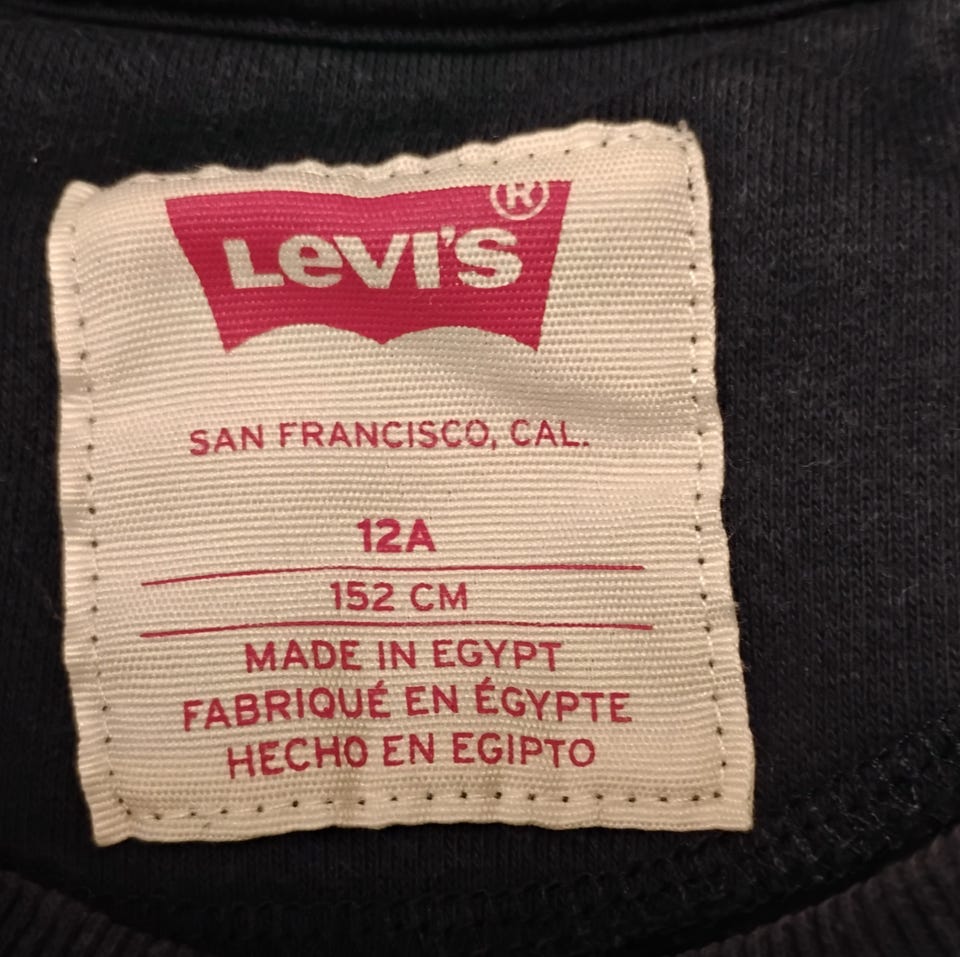 LEVI'S ®
SAN FRANCISCO, CAL.
12A
152 CM
MADE IN EGYPT
FABRIQUÉ EN ÉGYPTE
HECHO EN EGIPTO